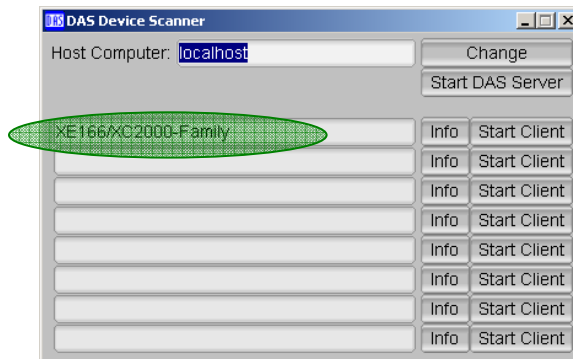 DAS DAS Device Scanner
Host Computer: localhost Change
Start DAS Server
XE166/XC2000-Family Info Start Client
Info Start Client
Info Start Client
Info Start Client
Info Start Client
Info Start Client
Info Start Client
Info Start Client